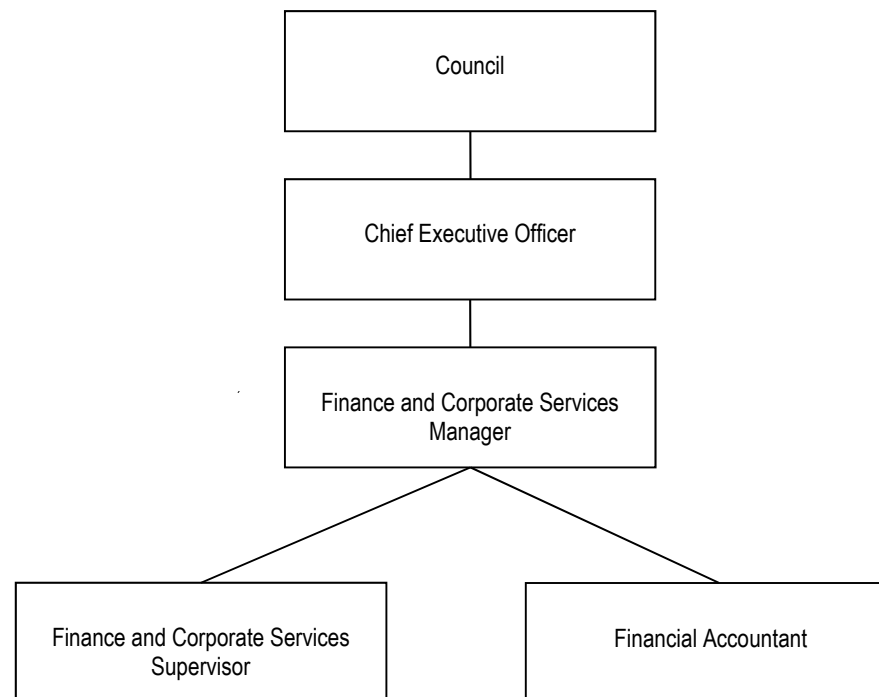 Council
Chief Executive Officer
Finance and Corporate Services
Manager
Finance and Corporate Services
Supervisor
Financial Accountant